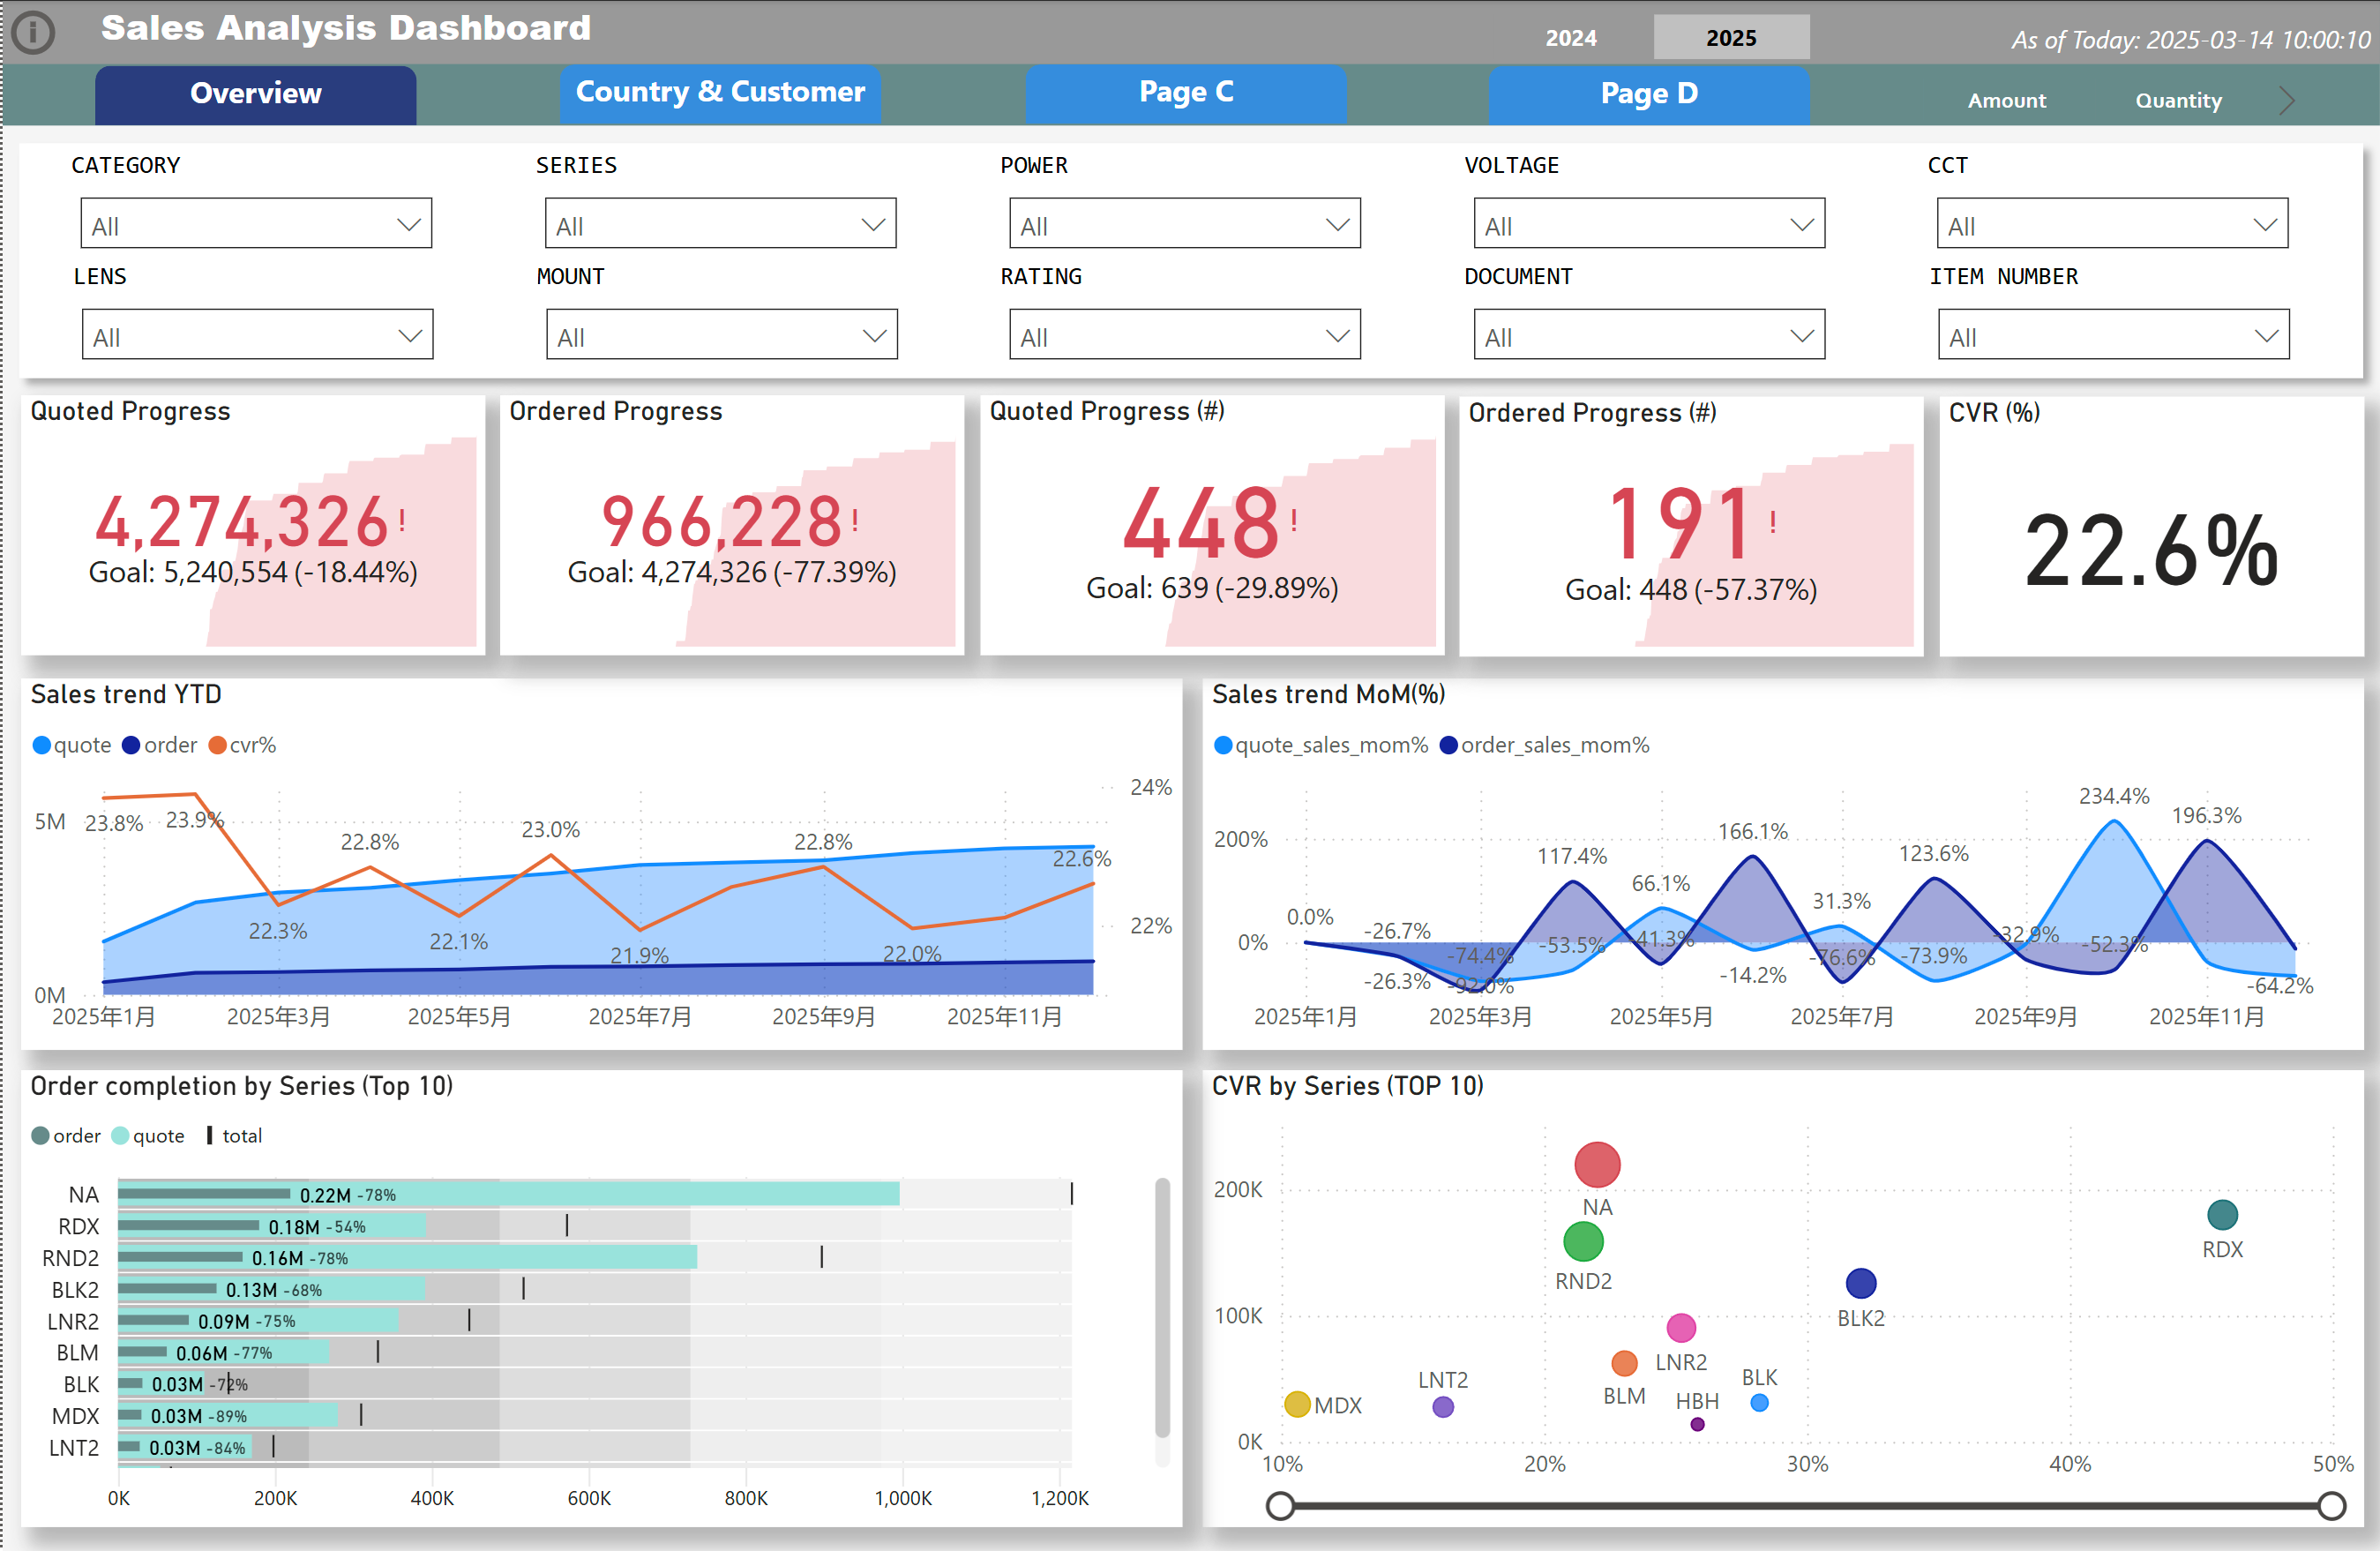 Sales Analysis Dashboard
2024
2025
As of Today: 2025-03-14 10:00:10
Overview
Country & Customer
Page C
Page D
Amount
Quantity
CATEGORY
SERIES
POWER
VOLTAGE
CCT
All
All
All
All
All
LENS
MOUNT
RATING
DOCUMENT
ITEM NUMBER
All
All
All
All
All
Quoted Progress
4,274,326!
Goal: 5,240,554 (-18.44%)
Ordered Progress
966,228!
Goal: 4,274,326 (-77.39%)
Quoted Progress (#)
448!
Goal: 639 (-29.89%)
Ordered Progress (#)
191!
Goal: 448 (-57.37%)
CVR (%)
22.6%
Sales trend YTD
quote order cvr%
24%
5M
23.8%
23.9%
22.8%
23.0%
22.8%
22.6%
22.3%
22.1%
21.9%
22.0%
22%
0M
2025年1月
2025年3月
2025年5月
2025年7月
2025年9月
2025年11月
Sales trend MoM(%)
quote_sales_mom% order_sales_mom%
234.4%
196.3%
200%
166.1%
117.4%
123.6%
66.1%
31.3%
0.0%
-26.7%
0%
-74.4%
-53.5%
-41.3%
-76.6%
-73.9%
-32.9%
-52.3%
-26.3%
-92.0%
-14.2%
-64.2%
2025年1月
2025年3月
2025年5月
2025年7月
2025年9月
2025年11月
Order completion by Series (Top 10)
order quote total
NA 0.22M -78%
RDX 0.18M -54%
RND2 0.16M -78%
BLK2 0.13M -68%
LNR2 0.09M -75%
BLM 0.06M -77%
BLK 0.03M -72%
MDX 0.03M -89%
LNT2 0.03M -84%
0K
200K
400K
600K
800K
1,000K
1,200K
CVR by Series (TOP 10)
200K
NA
RDX
RND2
100K
BLK2
LNR2
LNT2
BLK
BLM
HBH
MDX
0K
10%
20%
30%
40%
50%